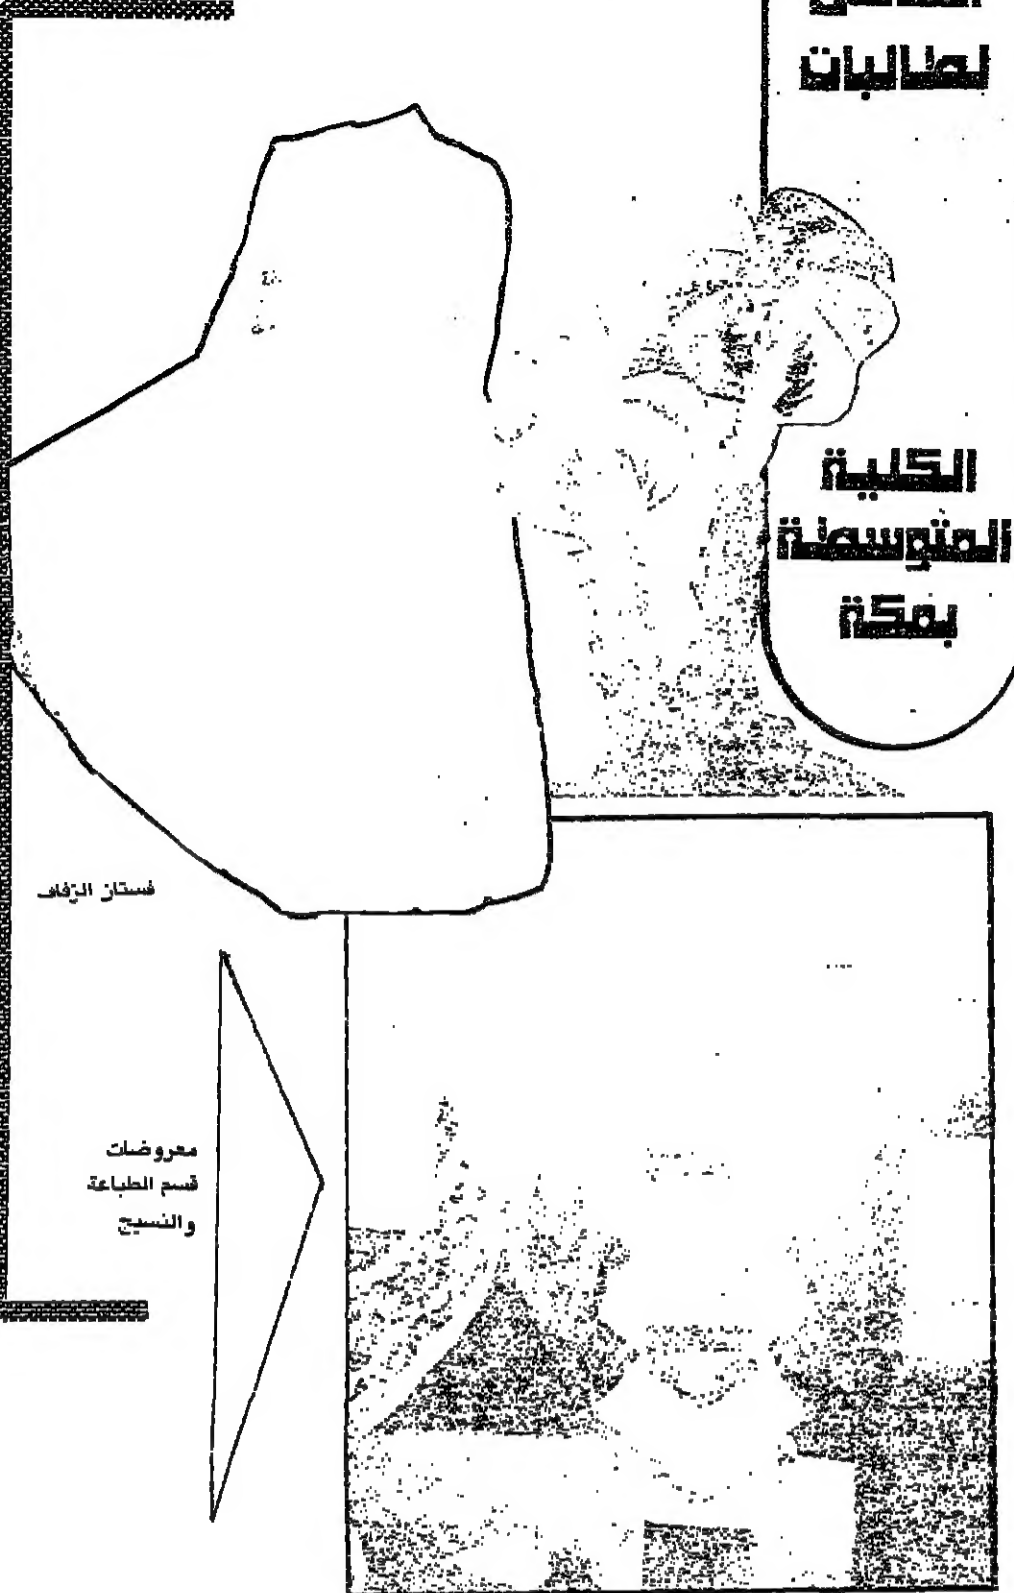 لطالبات
الكلية
المتوسطة
بمكة
فستان الزفاف
معروضات
قسم الطباعة
والنسيج